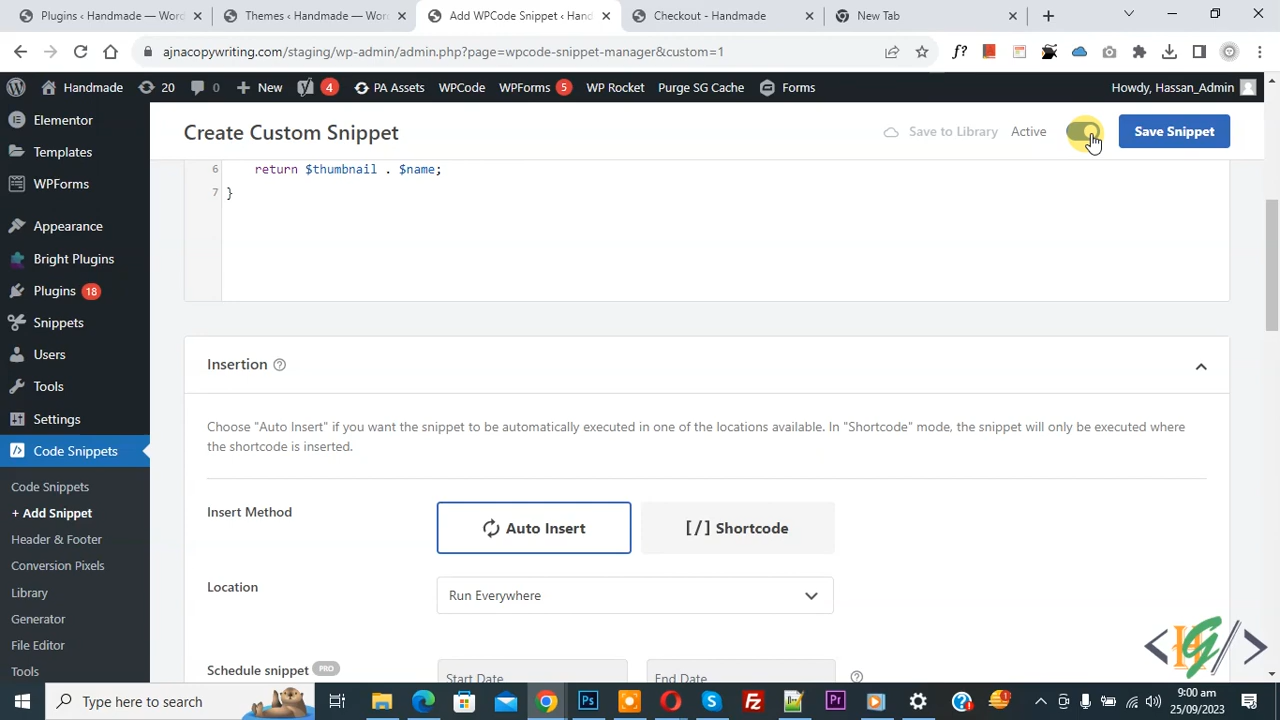 Plugins ‹ Handmade — Wor
Themes ‹ Handmade — Wor
Add WPCode Snippet ‹ Hand
Checkout - Handmade
New Tab
ajnacopywriting.com/staging/wp-admin/admin.php?page=wpcode-snippet-manager&custom=1
f?
Handmade
20
0
New
4
PA Assets
WPCode
WPForms 5
WP Rocket
Purge SG Cache
Forms
Howdy, Hassan_Admin
Elementor
Templates
WPForms
Appearance
Bright Plugins
Plugins 18
Snippets
Users
Tools
Settings
Code Snippets
Code Snippets
+ Add Snippet
Header & Footer
Conversion Pixels
Library
Generator
File Editor
Tools
Create Custom Snippet
Save to Library
Active
Save Snippet
6 return $thumbnail . $name;
7 }
Insertion
Choose "Auto Insert" if you want the snippet to be automatically executed in one of the locations available. In "Shortcode" mode, the snippet will only be executed where
the shortcode is inserted.
Insert Method
Auto Insert
[/] Shortcode
Location
Run Everywhere
Schedule snippet PRO
Start Date
End Date
Type here to search
Ps
Pr
1
9:00 am
25/09/2023